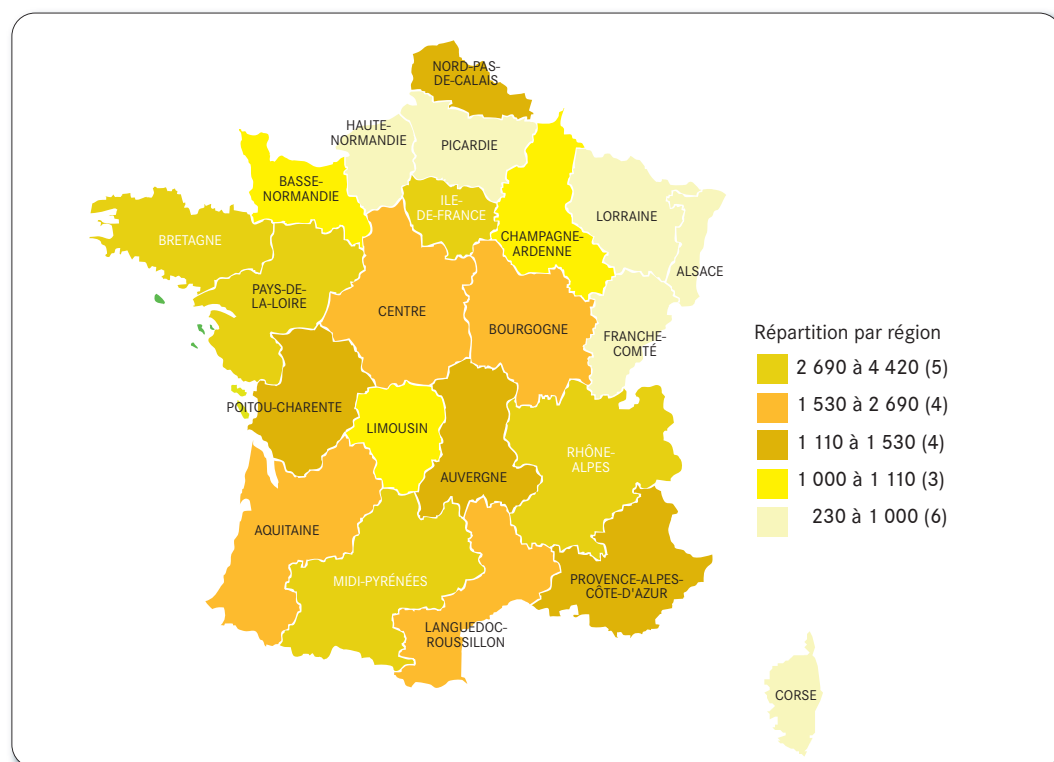 NORD-PAS-
DE-CALAIS
HAUTE-
NORMANDIE
PICARDIE
BASSE-
NORMANDIE
ILE-
DE-FRANCE
LORRAINE
BRETAGNE
CHAMPAGNE-
ARDENNE
ALSACE
PAYS-DE-
LA-LOIRE
CENTRE
BOURGOGNE
FRANCHE-
COMTÉ
POITOU-CHARENTE
LIMOUSIN
AUVERGNE
RHÔNE-
ALPES
AQUITAINE
MIDI-PYRÉNÉES
PROVENCE-ALPES-
CÔTE-D'AZUR
LANGUEDOC-
ROUSSILLON
CORSE
Répartition par région
2 690 à 4 420 (5)
1 530 à 2 690 (4)
1 110 à 1 530 (4)
1 000 à 1 110 (3)
230 à 1 000 (6)